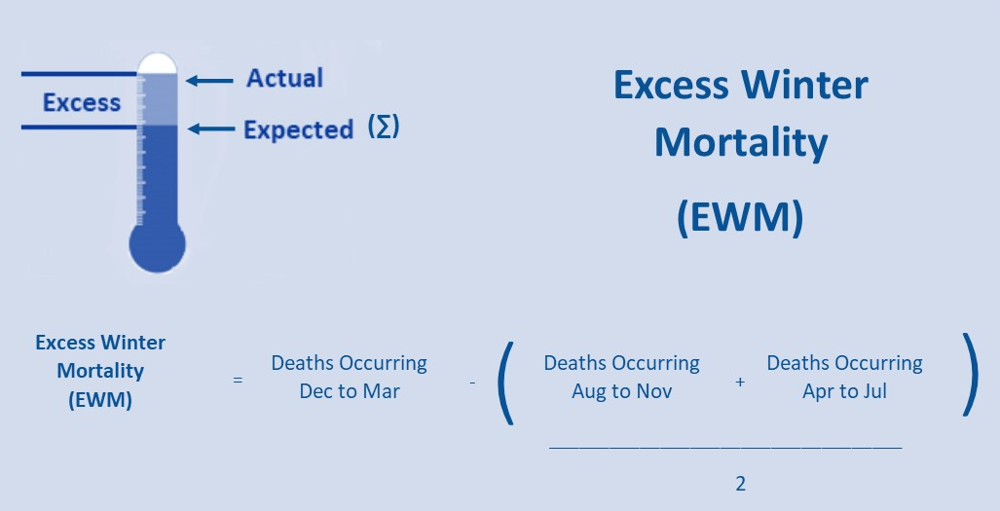 Actual
Excess
Expected (Σ)
Excess Winter
Mortality
(EWM)
Excess Winter
Mortality
(EWM)
=
Deaths Occurring
Dec to Mar
-
(
Deaths Occurring
Aug to Nov
+
Deaths Occurring
Apr to Jul
)
2